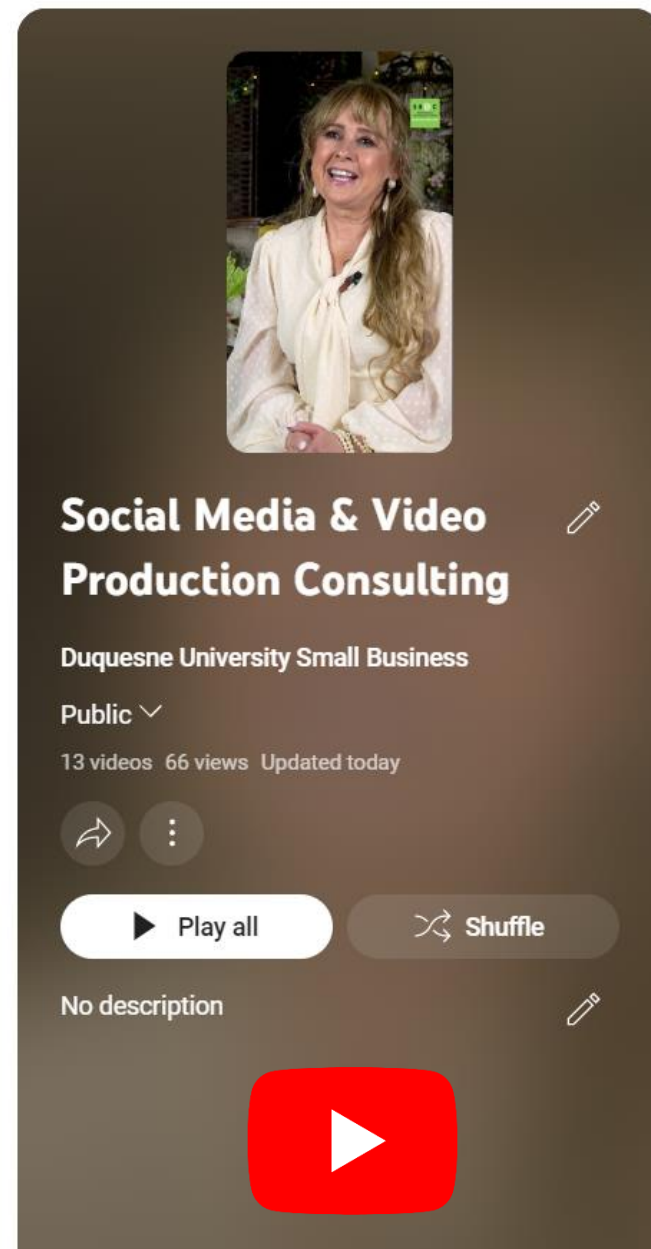 SBDC
Social Media & Video
Production Consulting
Duquesne University Small Business
Public
13 videos 66 views Updated today
Play all
Shuffle
No description